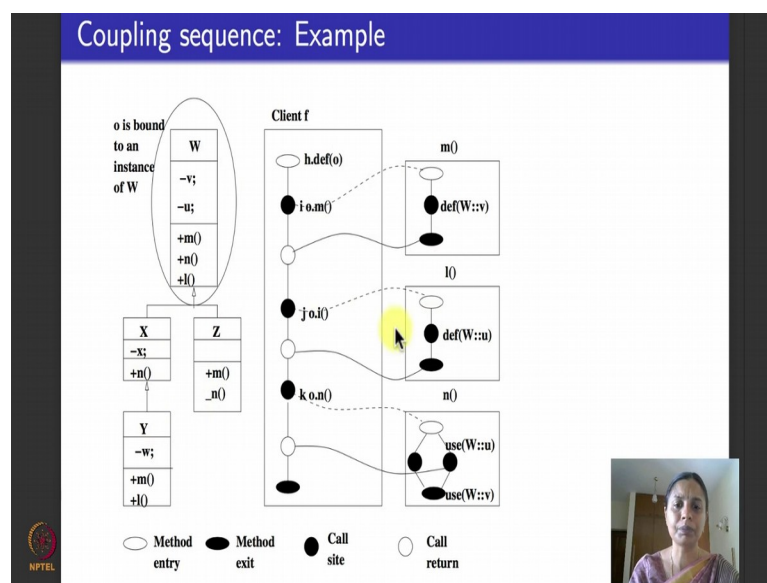 Coupling sequence: Example
o is bound
to an
instance
of W
W
–v;
–u;
+m()
+n()
+l()
X
–x;
+n()
Z
+m()
_n()
Y
–w;
+m()
+l()
Client f
h.def(o)
i o.m()
j o.i()
k o.n()
m()
def(W::v)
l()
def(W::u)
n()
use(W::u)
use(W::v)
Method
entry
Method
exit
Call
site
Call
return
NPTEL